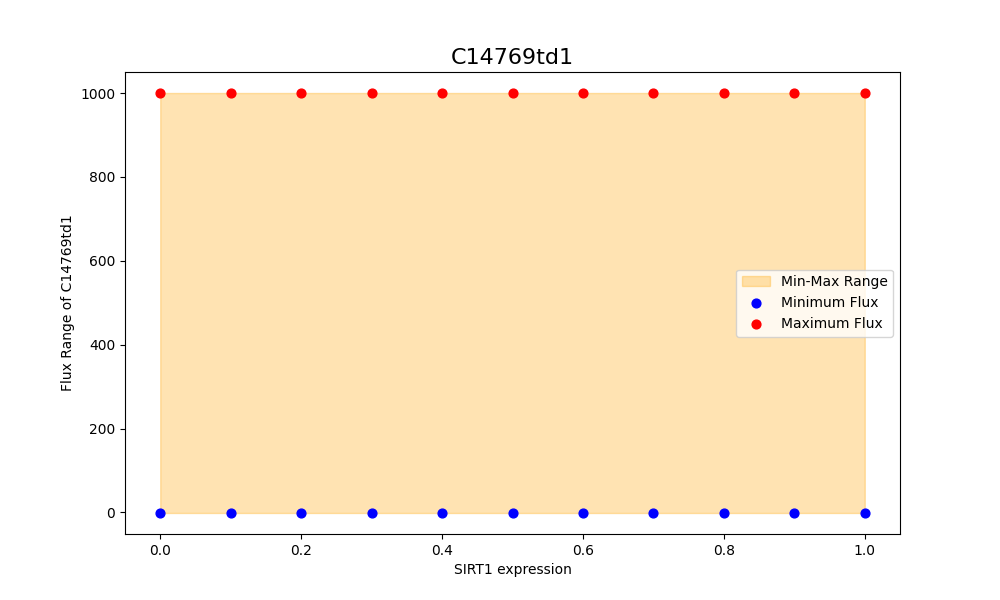 C14769td1
1000
800
600
400
200
0
Flux Range of C14769td1
Min-Max Range
Minimum Flux
Maximum Flux
0.0 0.2 0.4 0.6 0.8 1.0
SIRT1 expression